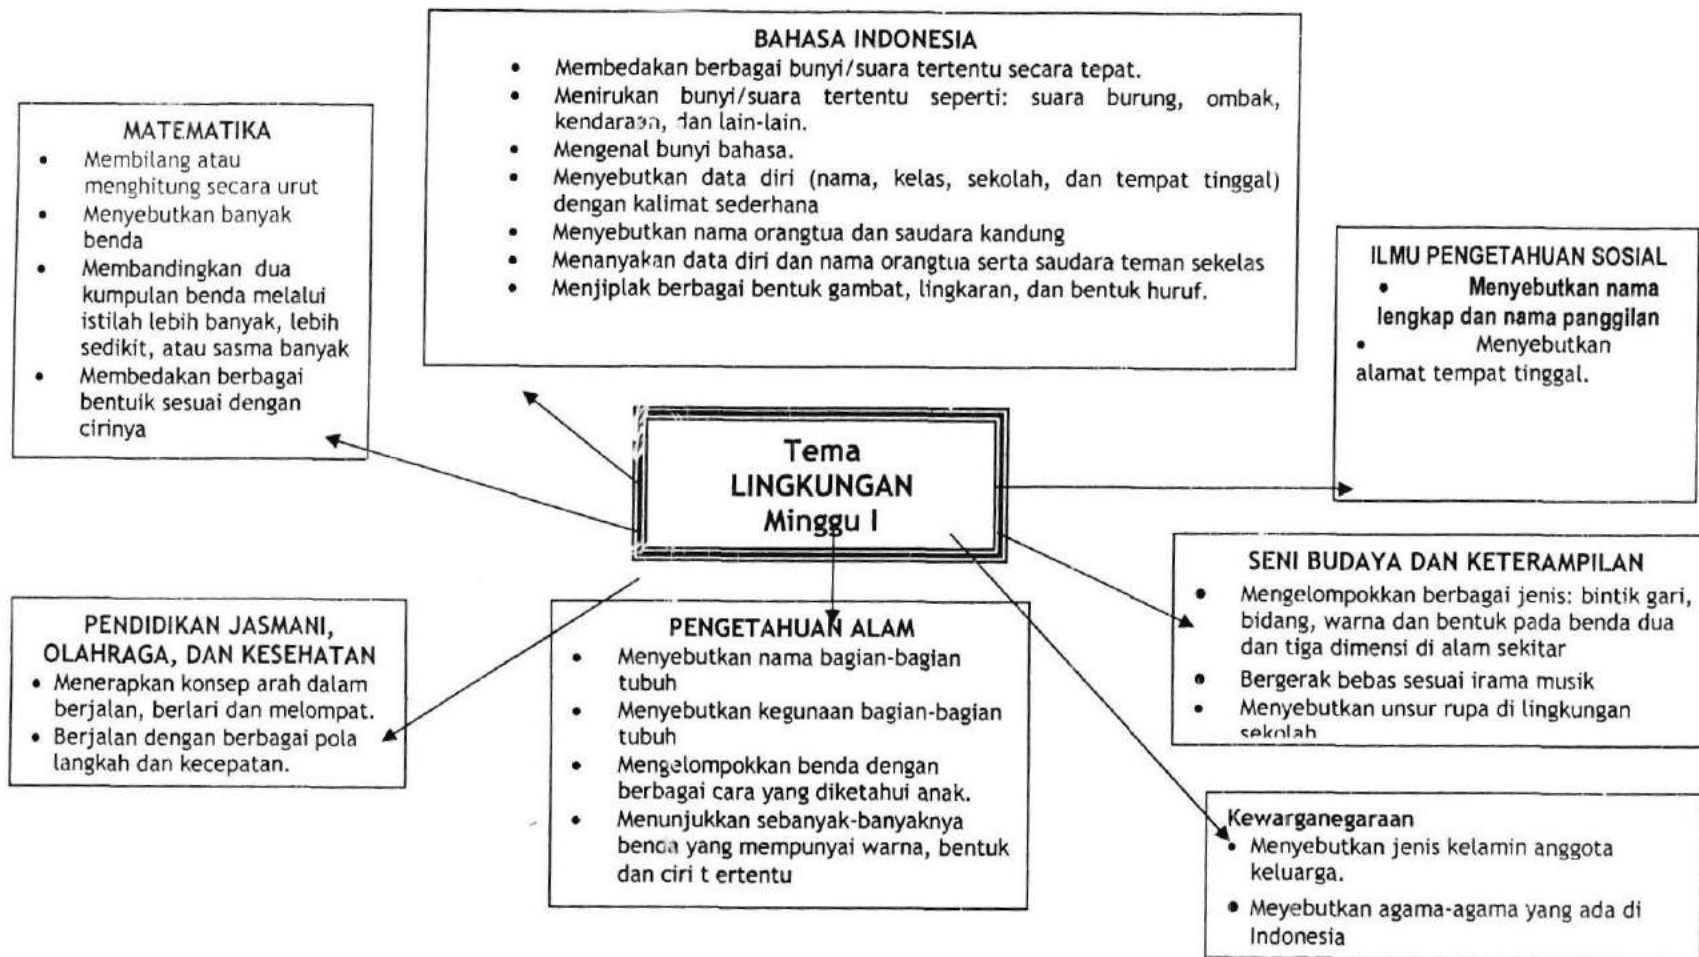 BAHASA INDONESIA
• Membedakan berbagai bunyi/suara tertentu secara tepat.
• Menirukan bunyi/suara tertentu seperti: suara burung, ombak,
kendaraan, dan lain-lain.
• Mengenal bunyi bahasa.
• Menyebutkan data diri (nama, kelas, sekolah, dan tempat tinggal)
dengan kalimat sederhana
• Menyebutkan nama orangtua dan saudara kandung
• Menanyakan data diri dan nama orangtua serta saudara teman sekelas
• Menjiplak berbagai bentuk gambat, lingkaran, dan bentuk huruf.
MATEMATIKA
• Membilang atau
menghitung secara urut
• Menyebutkan banyak
benda
• Membandingkan dua
kumpulan benda melalui
istilah lebih banyak, lebih
sedikit, atau sasma banyak
• Membedakan berbagai
bentuik sesuai dengan
cirinya
ILMU PENGETAHUAN SOSIAL
• Menyebutkan nama
lengkap dan nama panggilan
• Menyebutkan
alamat tempat tinggal.
Tema
LINGKUNGAN
Minggu I
SENI BUDAYA DAN KETERAMPILAN
• Mengelompokkan berbagai jenis: bintik gari,
bidang, warna dan bentuk pada benda dua
dan tiga dimensi di alam sekitar
• Bergerak bebas sesuai irama musik
• Menyebutkan unsur rupa di lingkungan
sekolah
PENDIDIKAN JASMANI,
OLAHRAGA, DAN KESEHATAN
• Menerapkan konsep arah dalam
berjalan, berlari dan melompat.
• Berjalan dengan berbagai pola
langkah dan kecepatan.
PENGETAHUAN ALAM
• Menyebutkan nama bagian-bagian
tubuh
• Menyebutkan kegunaan bagian-bagian
tubuh
• Mengelompokkan benda dengan
berbagai cara yang diketahui anak.
• Menunjukkan sebanyak-banyaknya
benda yang mempunyai warna, bentuk
dan ciri t ertentu
Kewarganegaraan
• Menyebutkan jenis kelamin anggota
keluarga.
• Meyebutkan agama-agama yang ada di
Indonesia